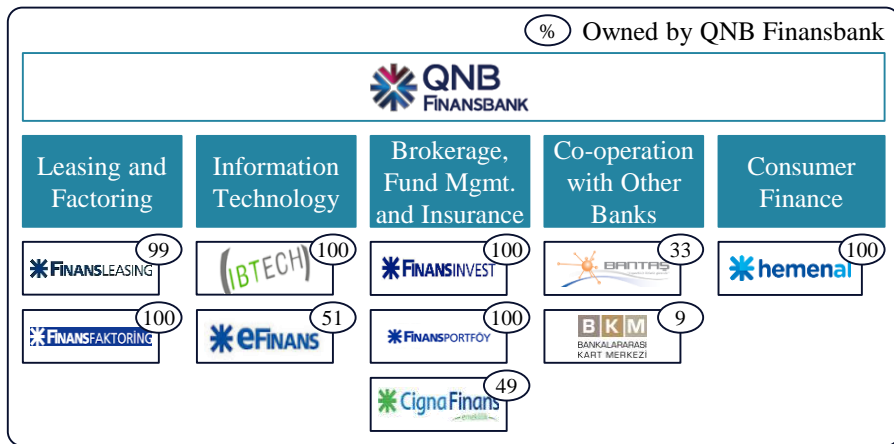 % Owned by QNB Finansbank
QNB
FINANSBANK
Leasing and
Factoring
Information
Technology
Brokerage,
Fund Mgmt.
and Insurance
Co-operation
with Other
Banks
Consumer
Finance
99
FINANSLEASING
100
IBTECH
100
FINANSINVEST
33
BANTAŞ
100
hemenal
100
FINANSFAKTORİNG
51
eFINANS
100
FINANSPORTFÖY
9
BKM
BANKALARARASI
KART MERKEZİ
49
CignaFinans
emeklilik